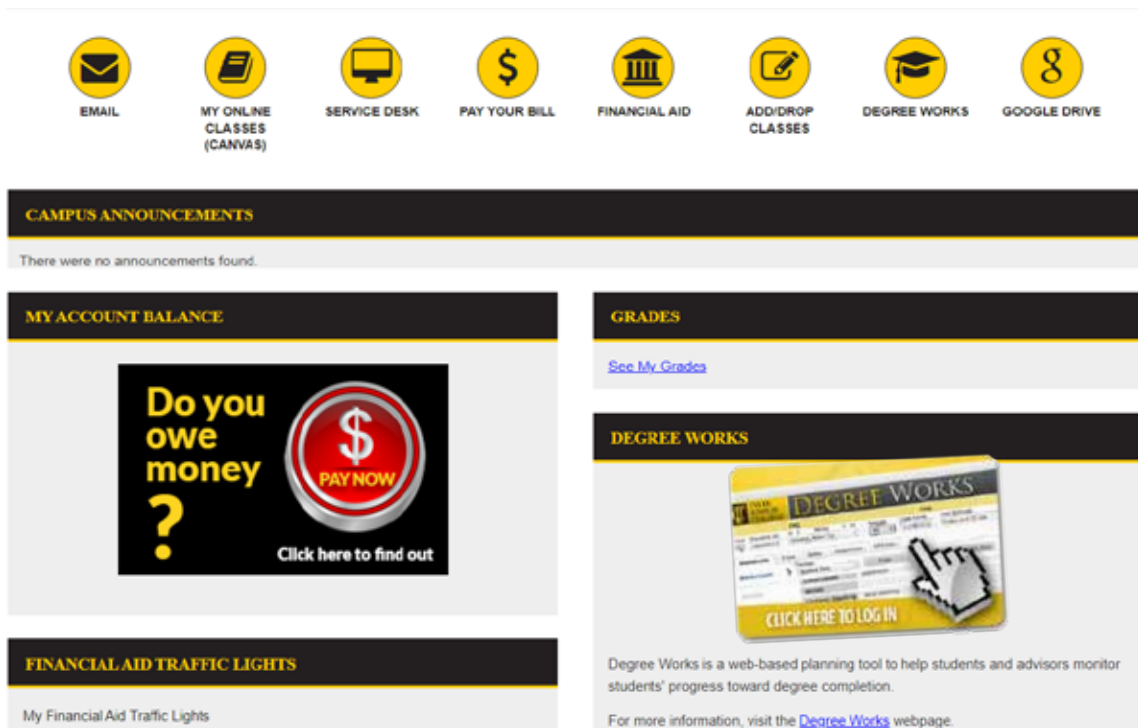 EMAIL
MY ONLINE
CLASSES
(CANVAS)
SERVICE DESK
PAY YOUR BILL
FINANCIAL AID
ADD/DROP
CLASSES
DEGREE WORKS
GOOGLE DRIVE
CAMPUS ANNOUNCEMENTS
There were no announcements found.
MY ACCOUNT BALANCE
Do you
owe
money
?
$
PAY NOW
Click here to find out
FINANCIAL AID TRAFFIC LIGHTS
My Financial Aid Traffic Lights
GRADES
See My Grades
DEGREE WORKS
DEGREE WORKS
CLICK HERE TO LOG IN
Degree Works is a web-based planning tool to help students and advisors monitor
students' progress toward degree completion.
For more information, visit the Degree Works webpage.